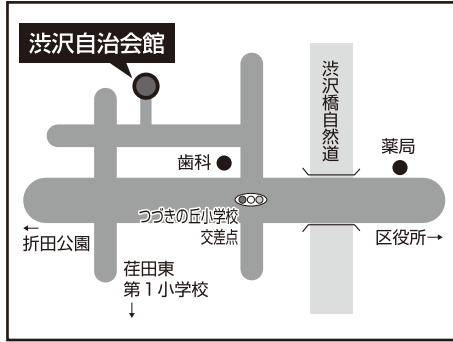 渋沢自治会館
渋沢橋自然道
薬局
歯科
つづきの丘小学校
交差点
←
折田公園
区役所→
荏田東
第1小学校
↓